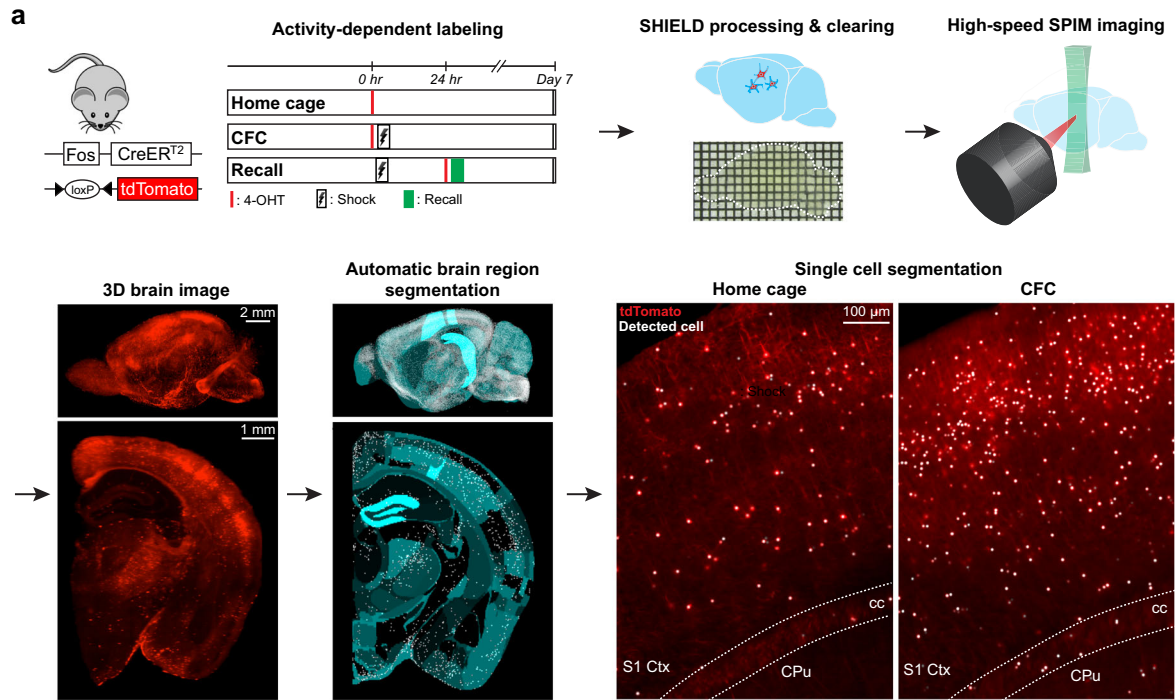 a
Activity-dependent labeling
SHIELD processing & clearing
High-speed SPIM imaging
0 hr
24 hr
Day 7
Home cage
CFC
Recall
Fos
CreERT2
loxP
tdTomato
: 4-OHT
: Shock
: Recall
3D brain image
Automatic brain region
segmentation
Single cell segmentation
Home cage
CFC
2 mm
1 mm
tdTomato
Detected cell
100 µm
Shock
cc
S1 Ctx
CPu
cc
S1 Ctx
CPu